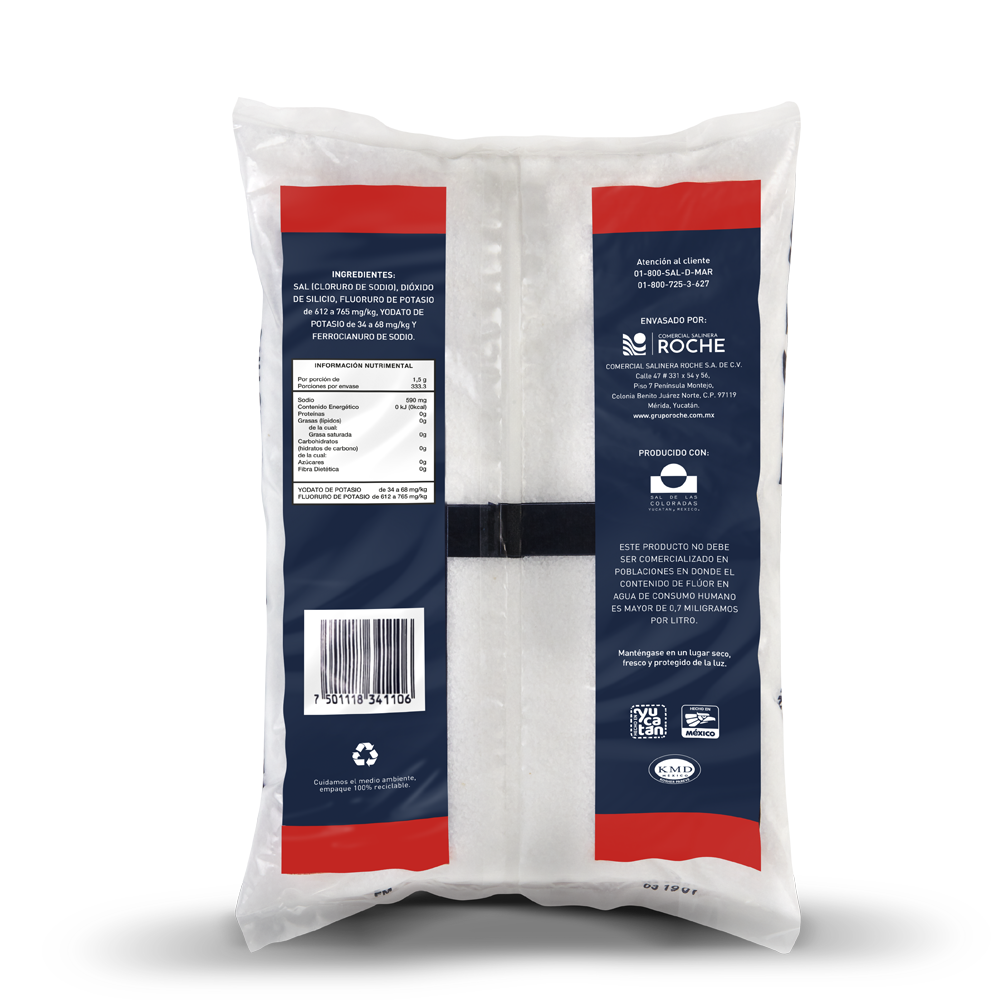 INGREDIENTES:
SAL (CLORURO DE SODIO), DIÓXIDO
DE SILICIO, FLUORURO DE POTASIO
de 612 a 765 mg/kg, YODATO DE
POTASIO de 34 a 68 mg/kg Y
FERROCIANURO DE SODIO.
INFORMACIÓN NUTRIMENTAL
Por porción de 1,5 g
Porciones por envase 333.3
Sodio 590 mg
Contenido Energético 0 kJ (0kcal)
Proteínas 0g
Grasas (lípidos) 0g
de la cual:
Grasa saturada 0g
Carbohidratos
(hidratos de carbono) 0g
de la cual:
Azúcares 0g
Fibra Dietética 0g
YODATO DE POTASIO de 34 a 68 mg/kg
FLUORURO DE POTASIO de 612 a 765 mg/kg
7 501118 341106
Cuidamos el medio ambiente,
empaque 100% reciclable.
Atención al cliente
01-800-SAL-D-MAR
01-800-725-3-627
ENVASADO POR:
COMERCIAL SALINERA
ROCHE
COMERCIAL SALINERA ROCHE S.A. DE C.V.
Calle 47 # 331 x 54 y 56,
Piso 7 Península Montejo,
Colonia Benito Juárez Norte, C.P. 97119
Mérida, Yucatán.
www.gruporoche.com.mx
PRODUCIDO CON:
SAL DE LAS
COLORADAS
YUCATÁN, MÉXICO.
ESTE PRODUCTO NO DEBE
SER COMERCIALIZADO EN
POBLACIONES EN DONDE EL
CONTENIDO DE FLÚOR EN
AGUA DE CONSUMO HUMANO
ES MAYOR DE 0,7 MILIGRAMOS
POR LITRO.
Manténgase en un lugar seco,
fresco y protegido de la luz.
HECHO EN
yu
ca
tán
HECHO EN
MÉXICO
KMD
MÉXICO